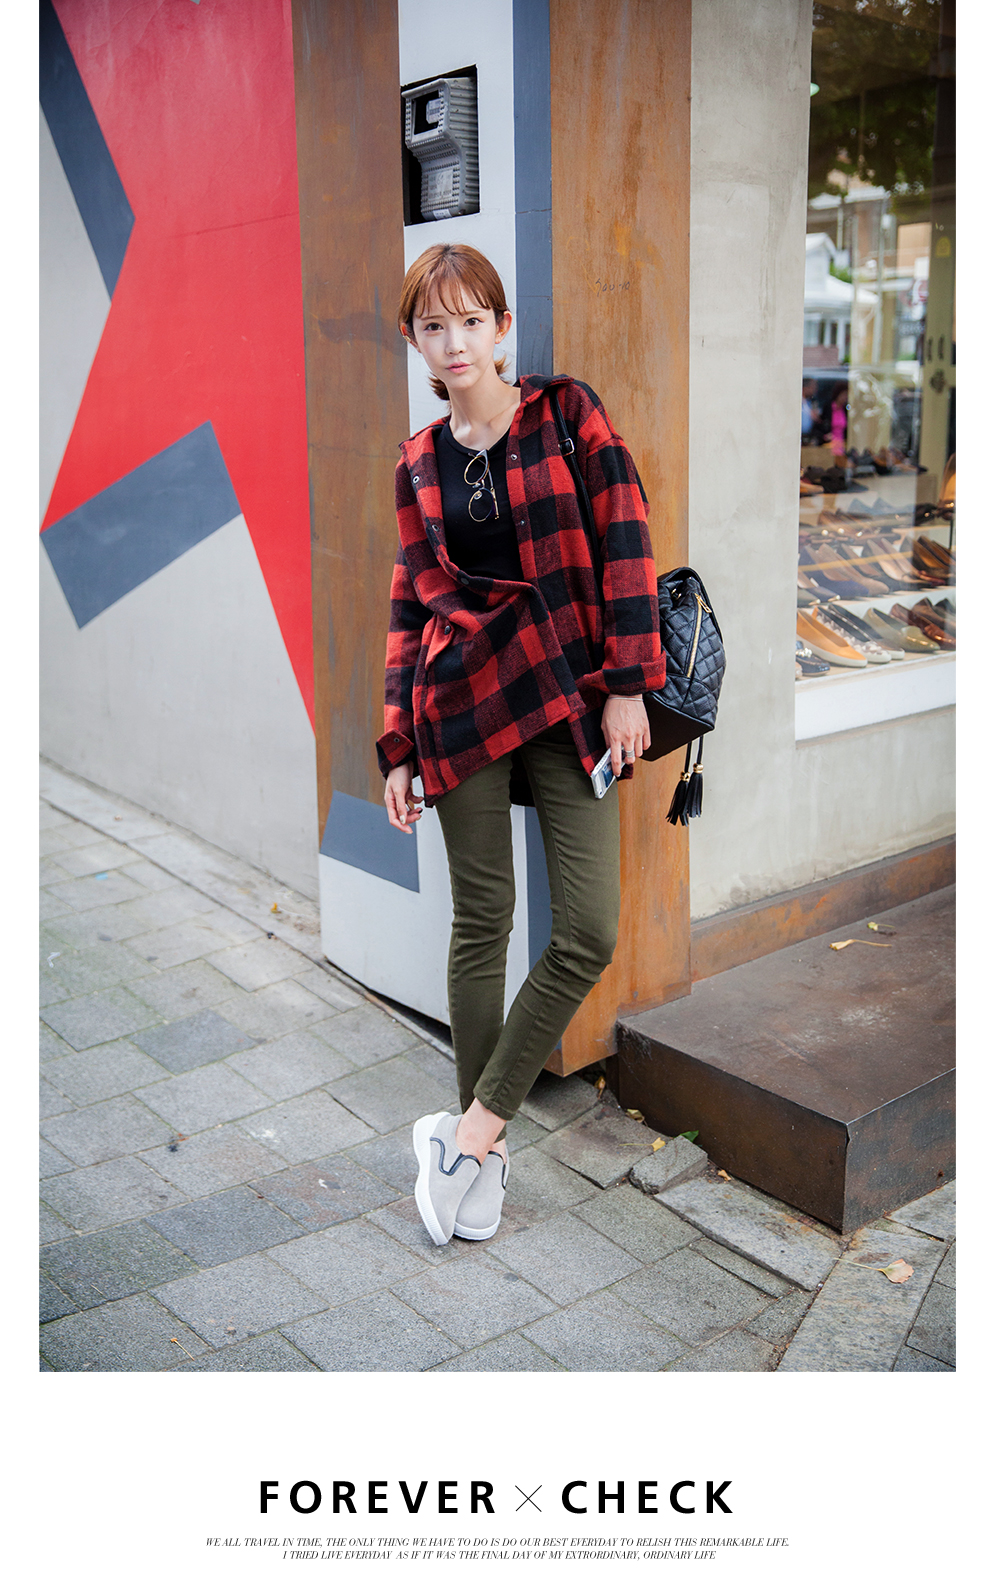 FOREVER × CHECK
WE ALL TRAVEL IN TIME, THE ONLY THING WE HAVE TO DO IS DO OUR BEST EVERYDAY TO RELISH THIS REMARKABLE LIFE.
I TRIED LIVE EVERYDAY AS IF IT WAS THE FINAL DAY OF MY EXTRORDINARY, ORDINARY LIFE